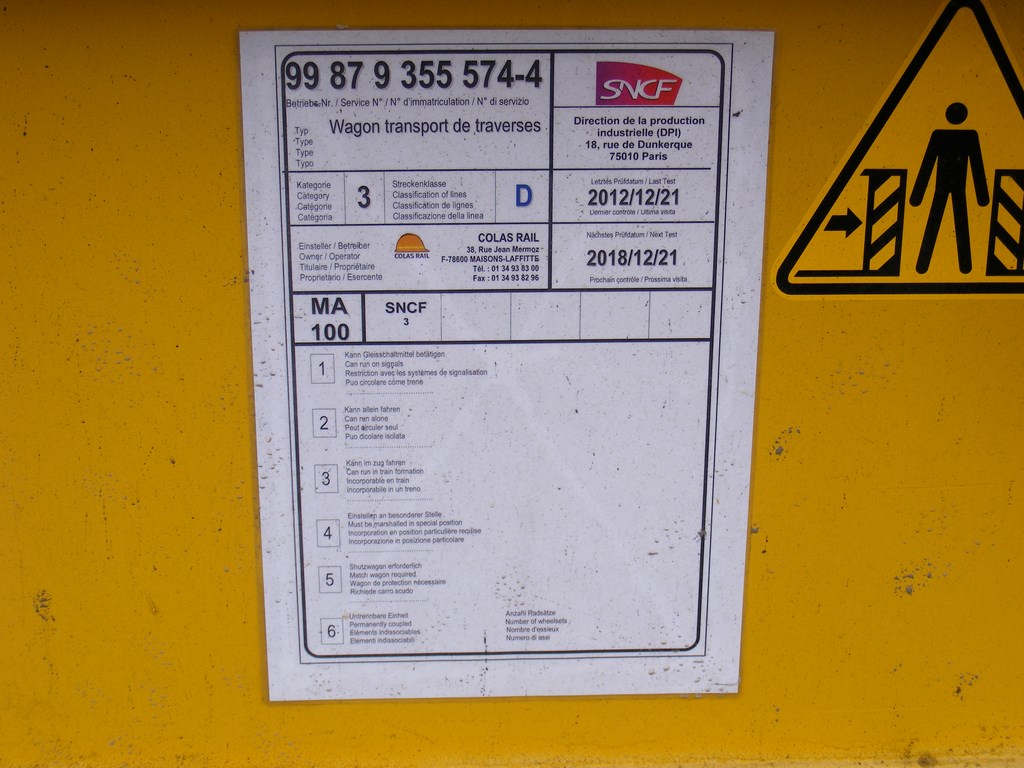 99 87 9 355 574-4
Betriebs-Nr. / Service N° / N° d'immatriculation / N° di servizio
Typ
Type
Type
Tipo
Wagon transport de traverses
SNCF
Direction de la production
industrielle (DPI)
18, rue de Dunkerque
75010 Paris
Kategorie
Category
Catégorie
Catégoria
3
Streckenklasse
Classification of lines
Classification de lignes
Classificazione della linea
D
Letztés Prüfdatum / Last Test
2012/12/21
Dernier contrôle / Ultima visita
Einsteller / Betreiber
Owner / Operator
Titulaire / Propriétaire
Proprietario / Esercente
COLAS RAIL
COLAS RAIL
38, Rue Jean Mermoz
F-78600 MAISONS-LAFFITTE
Tél. : 01 34 93 83 00
Fax : 01 34 93 82 96
Nächstes Prüfdatum / Next Test
2018/12/21
Prochain contrôle / Prossima visita
MA
100
SNCF
3
1
Kann Gleisschaltmittel betätigen
Can run on signals
Restriction avec les systèmes de signalisation
Puo circolare come trene
2
Kann allein fahren
Can run alone
Peut circuler seul
Puo dicolare isolata
3
Kann im zug fahren
Can run in train formation
Incorporable en train
Incorporabile in un treno
4
Einstellen an besonderer Stelle
Must be marshalled in special position
Incorporation en position particulière requise
Incorporazione in posizione particolare
5
Shutzwagen erforderlich
Match wagon required
Wagon de protection nécessaire
Richiede carro scudo
6
Untrennbare Einheit
Permanently coupled
Eléments indissociables
Elementi indissociabili
Anzahl Radsätze
Number of wheelsets
Nombre d'essieux
Numero di assi